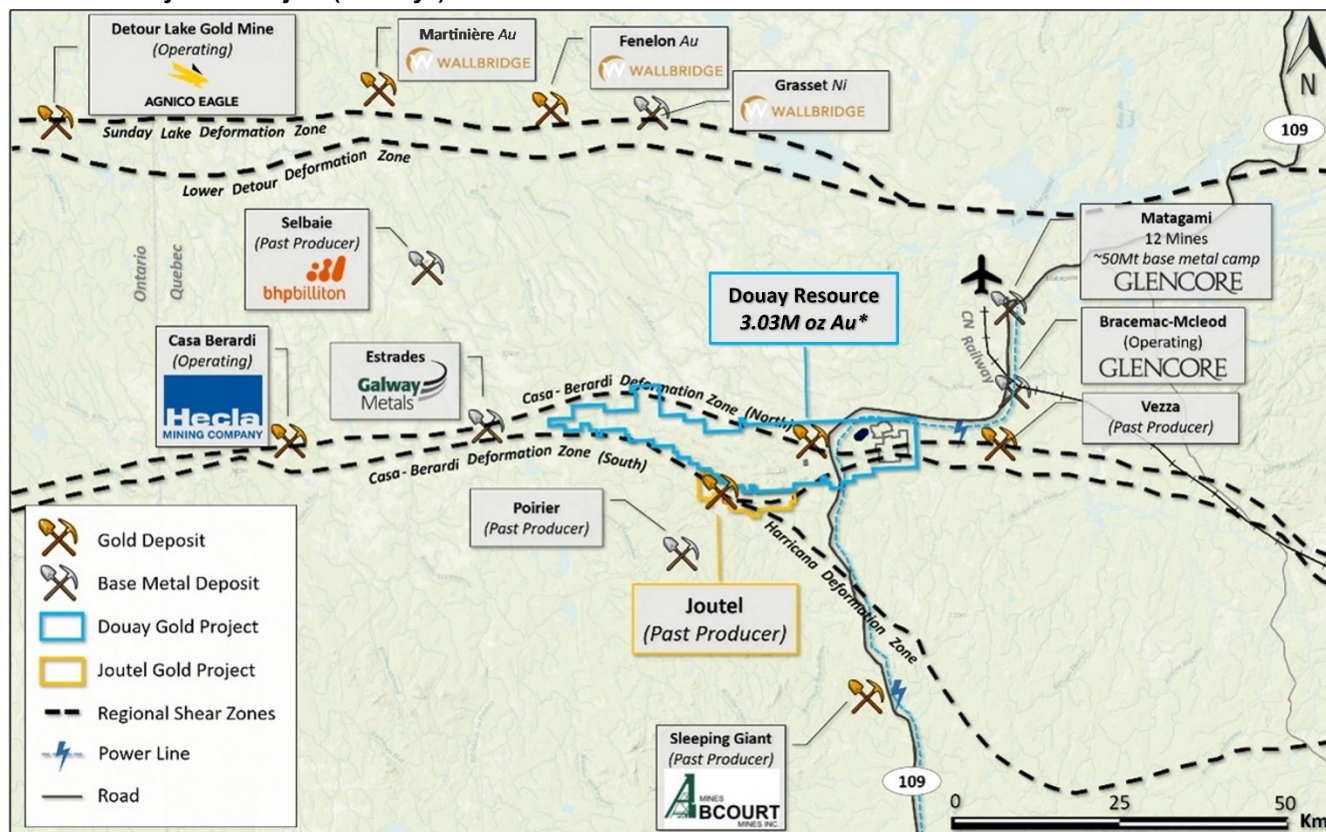 Detour Lake Gold Mine
(Operating)
AGNICO EAGLE
Martinière Au
WALLBRIDGE
Fenelon Au
WALLBRIDGE
Grasset Ni
WALLBRIDGE
N
109
Sunday Lake Deformation Zone
Lower Detour Deformation Zone
Ontario
Quebec
Selbaie
(Past Producer)
bhpbilliton
Matagami
12 Mines
~50Mt base metal camp
GLENCORE
Douay Resource
3.03M oz Au*
CN Railway
Bracemac-Mcleod
(Operating)
GLENCORE
Casa Berardi
(Operating)
Hecla
MINING COMPANY
Estrades
Galway
Metals
Casa - Berardi Deformation Zone (North)
Vezza
(Past Producer)
Casa - Berardi Deformation Zone (South)
Poirier
(Past Producer)
Harricana Deformation Zone
Joutel
(Past Producer)
Gold Deposit
Base Metal Deposit
Douay Gold Project
Joutel Gold Project
Regional Shear Zones
Power Line
Road
Sleeping Giant
(Past Producer)
MINES
ABCOURT
MINES INC.
109
0 25 50
Km